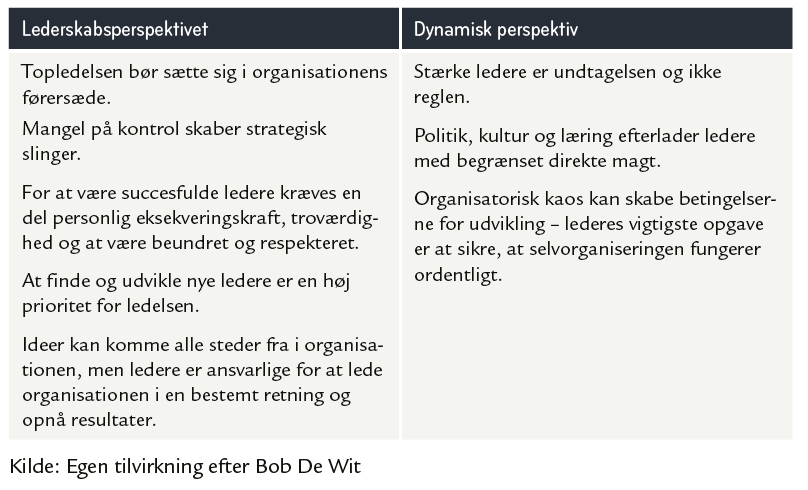 Lederskabsperspektivet
Topledelsen bør sætte sig i organisationens
førersæde.
Mangel på kontrol skaber strategisk
slinger.
For at være succesfulde ledere kræves en
del personlig eksekveringskraft, troværdig-
hed og at være beundret og respekteret.
At finde og udvikle nye ledere er en høj
prioritet for ledelsen.
Ideer kan komme alle steder fra i organisa-
tionen, men ledere er ansvarlige for at lede
organisationen i en bestemt retning og
opnå resultater.
Dynamisk perspektiv
Stærke ledere er undtagelsen og ikke
reglen.
Politik, kultur og læring efterlader ledere
med begrænset direkte magt.
Organisatorisk kaos kan skabe betingelser-
ne for udvikling – lederes vigtigste opgave
er at sikre, at selvorganiseringen fungerer
ordentligt.
Kilde: Egen tilvirkning efter Bob De Wit